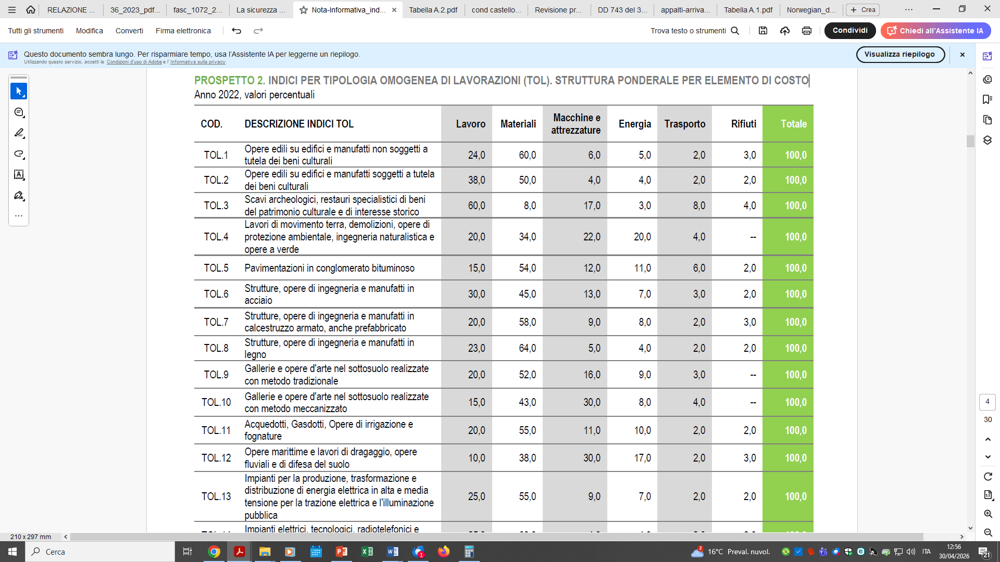 RELAZIONE ...
36_2023_pdf...
fasc_1072_2...
La sicurezza ...
Nota-Informativa_ind...
Tabella A.2.pdf
cond castello...
Revisione pr...
DD 743 del 3...
appalti-arriva...
Tabella A.1.pdf
Norwegian_d...
Crea
Tutti gli strumenti
Modifica
Converti
Firma elettronica
Trova testo o strumenti
Condividi
Chiedi all'Assistente IA
Questo documento sembra lungo. Per risparmiare tempo, usa l'Assistente IA per leggerne un riepilogo.
Utilizzando questo servizio, accetti le Condizioni d'uso di Adobe e l' Informativa sulla privacy
Visualizza riepilogo
PROSPETTO 2. INDICI PER TIPOLOGIA OMOGENEA DI LAVORAZIONI (TOL). STRUTTURA PONDERALE PER ELEMENTO DI COSTO
Anno 2022, valori percentuali
COD. DESCRIZIONE INDICI TOL Lavoro Materiali Macchine e Energia Trasporto Rifiuti Totale
attrezzature
TOL.1 Opere edili su edifici e manufatti non soggetti a 24,0 60,0 6,0 5,0 2,0 3,0 100,0
tutela dei beni culturali
TOL.2 Opere edili su edifici e manufatti soggetti a tutela 38,0 50,0 4,0 4,0 2,0 2,0 100,0
dei beni culturali
TOL.3 Scavi archeologici, restauri specialistici di beni 60,0 8,0 17,0 3,0 8,0 4,0 100,0
del patrimonio culturale e di interesse storico
Lavori di movimento terra, demolizioni, opere di
TOL.4 protezione ambientale, ingegneria naturalistica e 20,0 34,0 22,0 20,0 4,0 -- 100,0
opere a verde
TOL.5 Pavimentazioni in conglomerato bituminoso 15,0 54,0 12,0 11,0 6,0 2,0 100,0
TOL.6 Strutture, opere di ingegneria e manufatti in 30,0 45,0 13,0 7,0 3,0 2,0 100,0
acciaio
TOL.7 Strutture, opere di ingegneria e manufatti in 20,0 58,0 9,0 8,0 2,0 3,0 100,0
calcestruzzo armato, anche prefabbricato
TOL.8 Strutture, opere di ingegneria e manufatti in 23,0 64,0 5,0 4,0 2,0 2,0 100,0
legno
TOL.9 Gallerie e opere d'arte nel sottosuolo realizzate 20,0 52,0 16,0 9,0 3,0 -- 100,0
con metodo tradizionale
TOL.10 Gallerie e opere d'arte nel sottosuolo realizzate 15,0 43,0 30,0 8,0 4,0 -- 100,0
con metodo meccanizzato
TOL.11 Acquedotti, Gasdotti, Opere di irrigazione e 20,0 55,0 11,0 10,0 2,0 2,0 100,0
fognature
TOL.12 Opere marittime e lavori di dragaggio, opere 10,0 38,0 30,0 17,0 2,0 3,0 100,0
fluviali e di difesa del suolo
Impianti per la produzione, trasformazione e
distribuzione di energia elettrica in alta e media
TOL.13 tensione per la trazione elettrica e l'illuminazione 25,0 55,0 9,0 7,0 2,0 2,0 100,0
pubblica
Impianti elettrici, tecnologici, radiotelefonici e
4
30
210 x 297 mm
Cerca
16°C Preval. nuvol.
ITA
12:56
30/04/2026
21